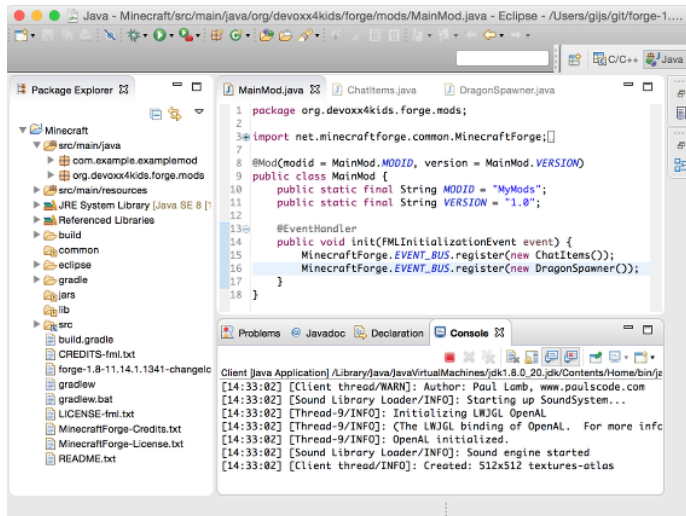 Java - Minecraft/src/main/java/org/devoxx4kids/forge/mods/MainMod.java - Eclipse - /Users/gijs/git/forge-1....
C/C++
Java
Package Explorer
Minecraft
src/main/java
com.example.examplemod
org.devoxx4kids.forge.mods
src/main/resources
JRE System Library [Java SE 8 [1
Referenced Libraries
build
common
eclipse
gradle
jars
lib
src
build.gradle
CREDITS-fml.txt
forge-1.8-11.14.1.1341-changelc
gradlew
gradlew.bat
LICENSE-fml.txt
MinecraftForge-Credits.txt
MinecraftForge-License.txt
README.txt
MainMod.java
ChatItems.java
DragonSpawner.java
1 package org.devoxx4kids.forge.mods;
2
3 import net.minecraftforge.common.MinecraftForge;
7
8 @Mod(modid = MainMod.MODID, version = MainMod.VERSION)
9 public class MainMod {
10 public static final String MODID = "MyMods";
11 public static final String VERSION = "1.0";
12
13 @EventHandler
14 public void init(FMLInitializationEvent event) {
15 MinecraftForge.EVENT_BUS.register(new ChatItems());
16 MinecraftForge.EVENT_BUS.register(new DragonSpawner());
17 }
18 }
Problems @ Javadoc Declaration Console
Client [Java Application] /Library/Java/JavaVirtualMachines/jdk1.8.0_20.jdk/Contents/Home/bin/ja
[14:33:02] [Client thread/WARN]: Author: Paul Lamb, www.paulscode.com
[14:33:02] [Sound Library Loader/INFO]: Starting up SoundSystem...
[14:33:02] [Thread-9/INFO]: Initializing LWJGL OpenAL
[14:33:02] [Thread-9/INFO]: (The LWJGL binding of OpenAL. For more infc
[14:33:02] [Thread-9/INFO]: OpenAL initialized.
[14:33:02] [Sound Library Loader/INFO]: Sound engine started
[14:33:02] [Client thread/INFO]: Created: 512x512 textures-atlas